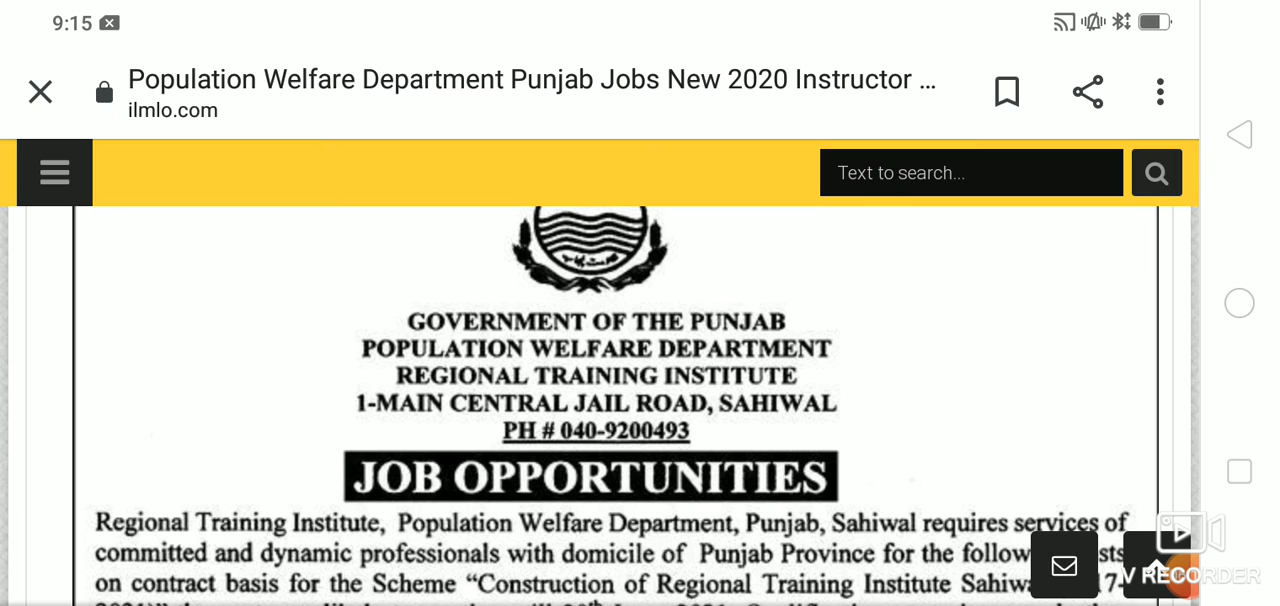 9:15
Population Welfare Department Punjab Jobs New 2020 Instructor ...
ilmlo.com
Text to search...
GOVERNMENT OF THE PUNJAB
POPULATION WELFARE DEPARTMENT
REGIONAL TRAINING INSTITUTE
1-MAIN CENTRAL JAIL ROAD, SAHIWAL
PH # 040-9200493
JOB OPPORTUNITIES
Regional Training Institute, Population Welfare Department, Punjab, Sahiwal requires services of
committed and dynamic professionals with domicile of Punjab Province for the
on contract basis for the Scheme "Construction of Regional Training Institute
V RECORDER